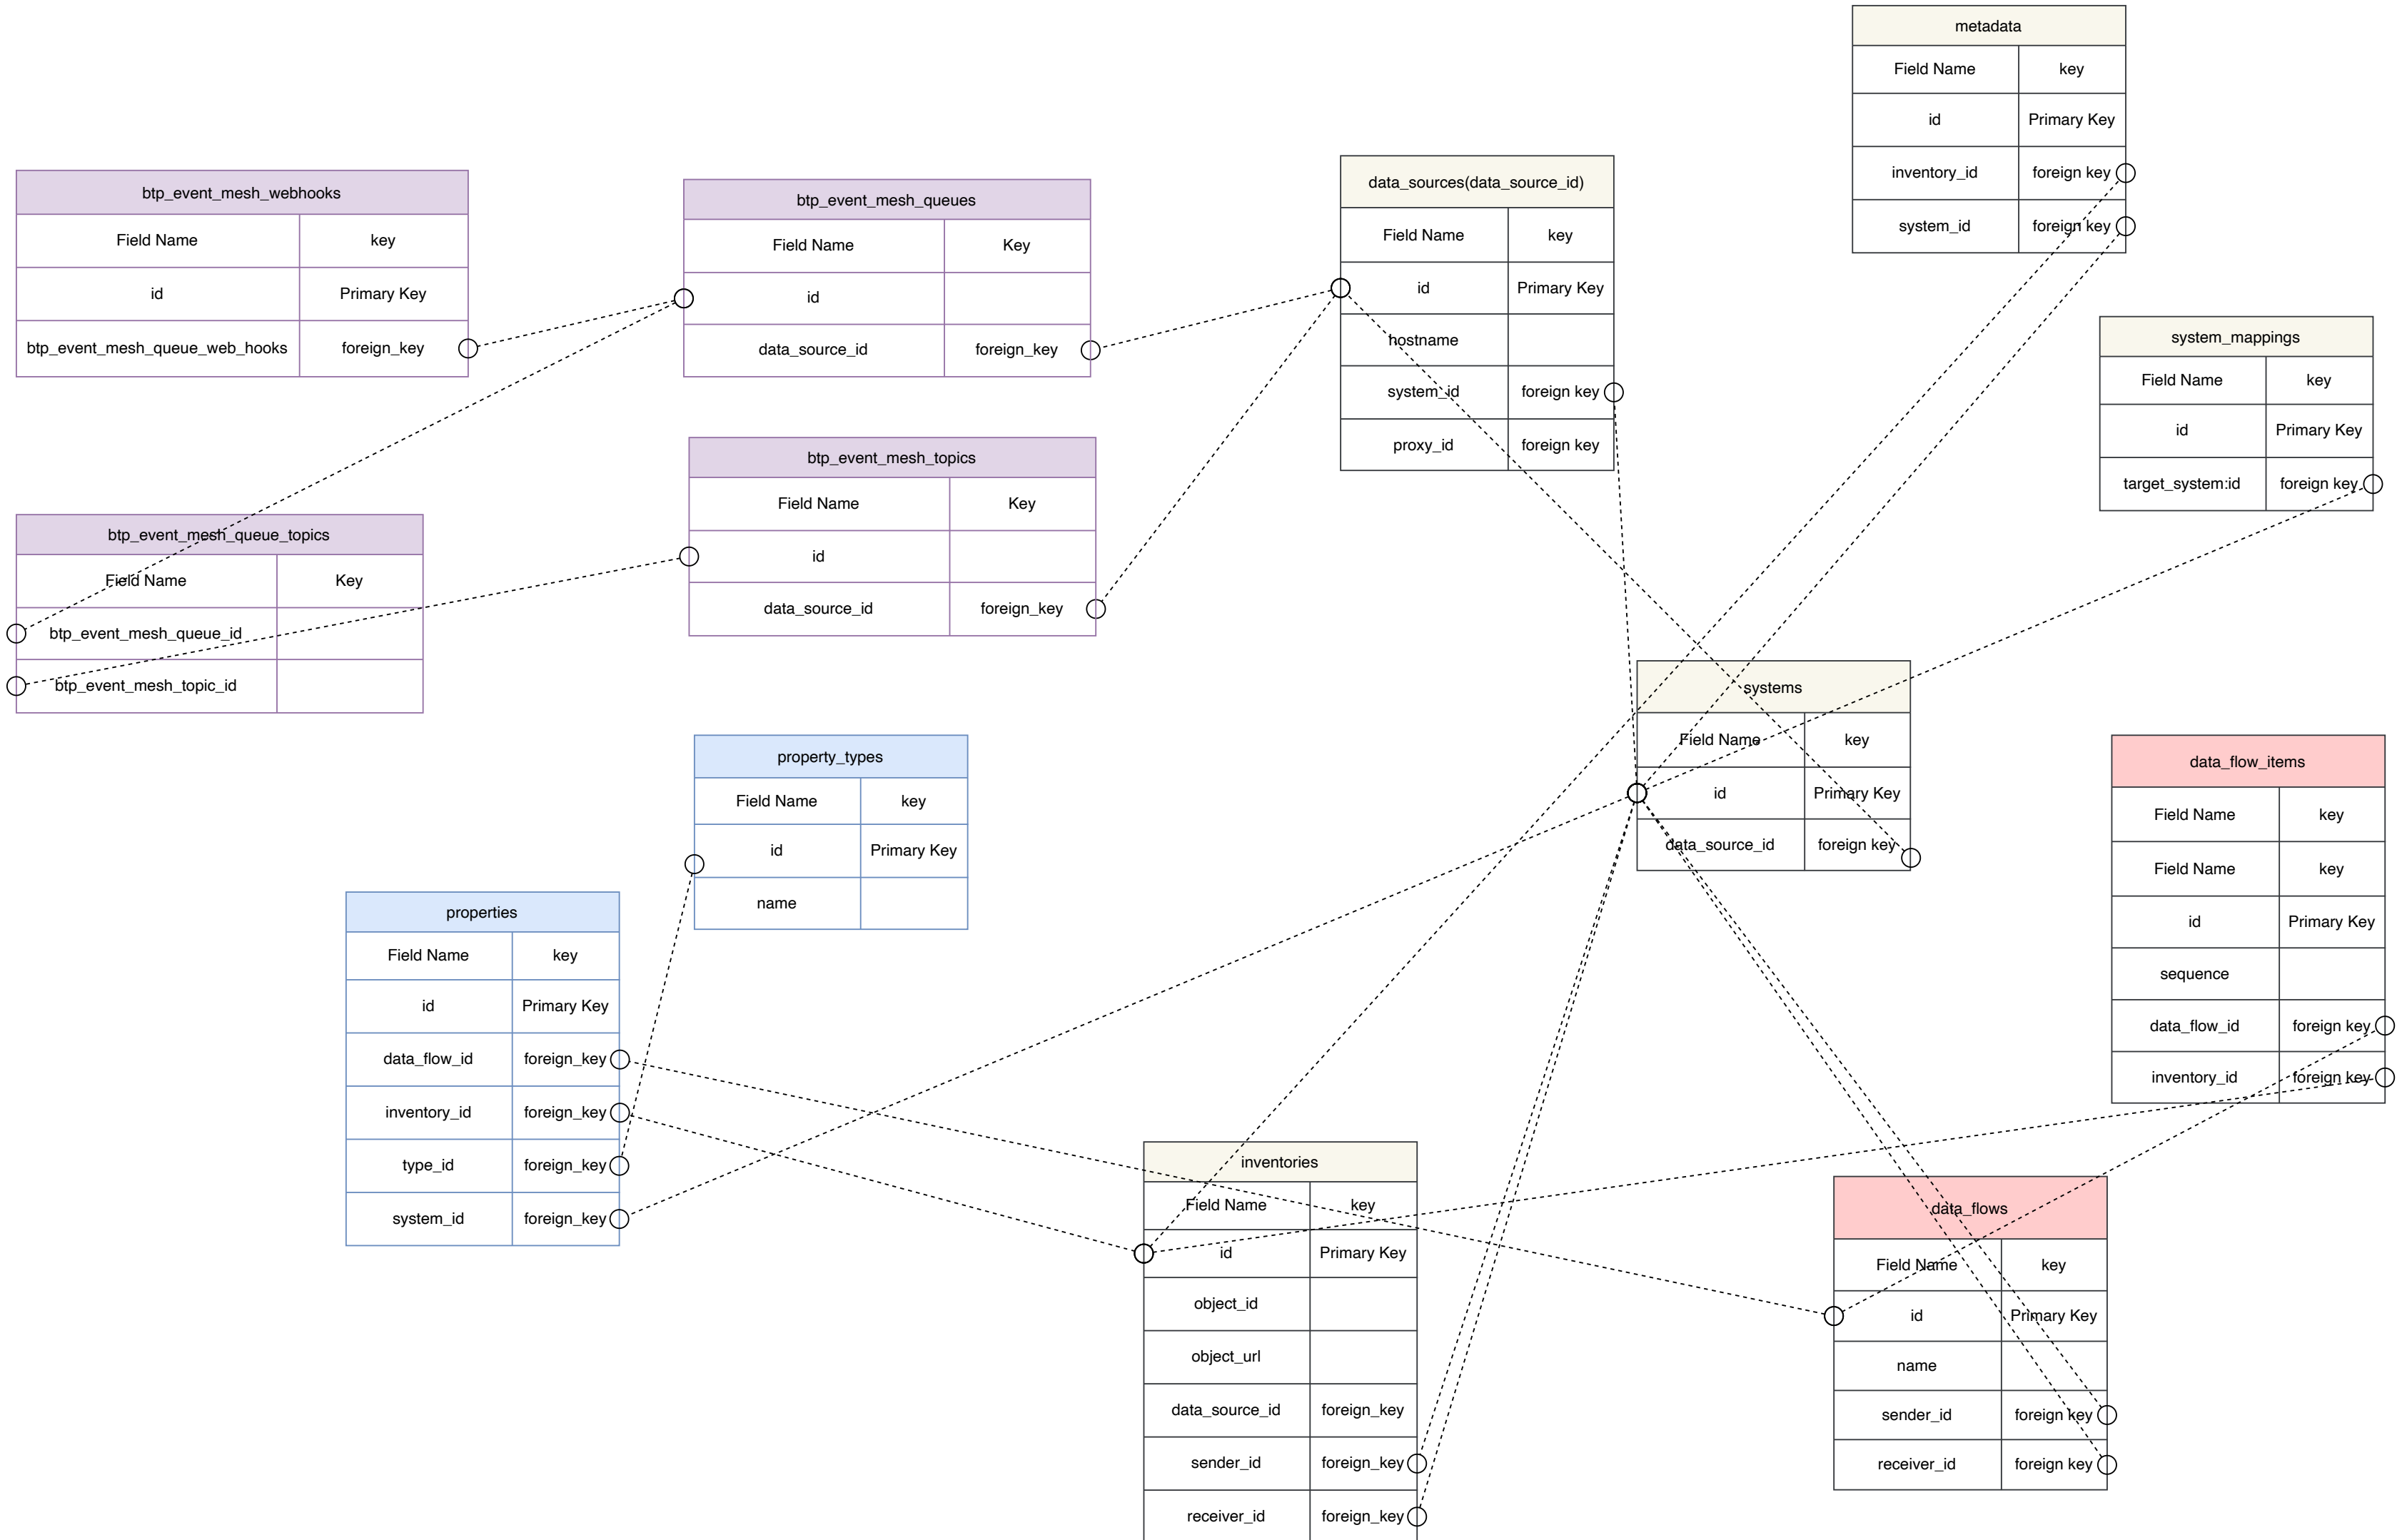 metadata
Field Name key
id Primary Key
inventory_id foreign key
system_id foreign key
data_sources(data_source_id)
Field Name key
id Primary Key
hostname
system_id foreign key
proxy_id foreign key
btp_event_mesh_webhooks
Field Name key
id Primary Key
btp_event_mesh_queue_web_hooks foreign_key
btp_event_mesh_queues
Field Name Key
id
data_source_id foreign_key
system_mappings
Field Name key
id Primary Key
target_system:id foreign key
btp_event_mesh_topics
Field Name Key
id
data_source_id foreign_key
btp_event_mesh_queue_topics
Field Name Key
btp_event_mesh_queue_id
btp_event_mesh_topic_id
systems
Field Name key
id Primary Key
data_source_id foreign key
property_types
Field Name key
id Primary Key
name
data_flow_items
Field Name key
Field Name key
id Primary Key
sequence
data_flow_id foreign key
inventory_id foreign key
properties
Field Name key
id Primary Key
data_flow_id foreign_key
inventory_id foreign_key
type_id foreign_key
system_id foreign_key
inventories
Field Name key
id Primary Key
object_id
object_url
data_source_id foreign_key
sender_id foreign_key
receiver_id foreign_key
data_flows
Field Name key
id Primary Key
name
sender_id foreign key
receiver_id foreign key